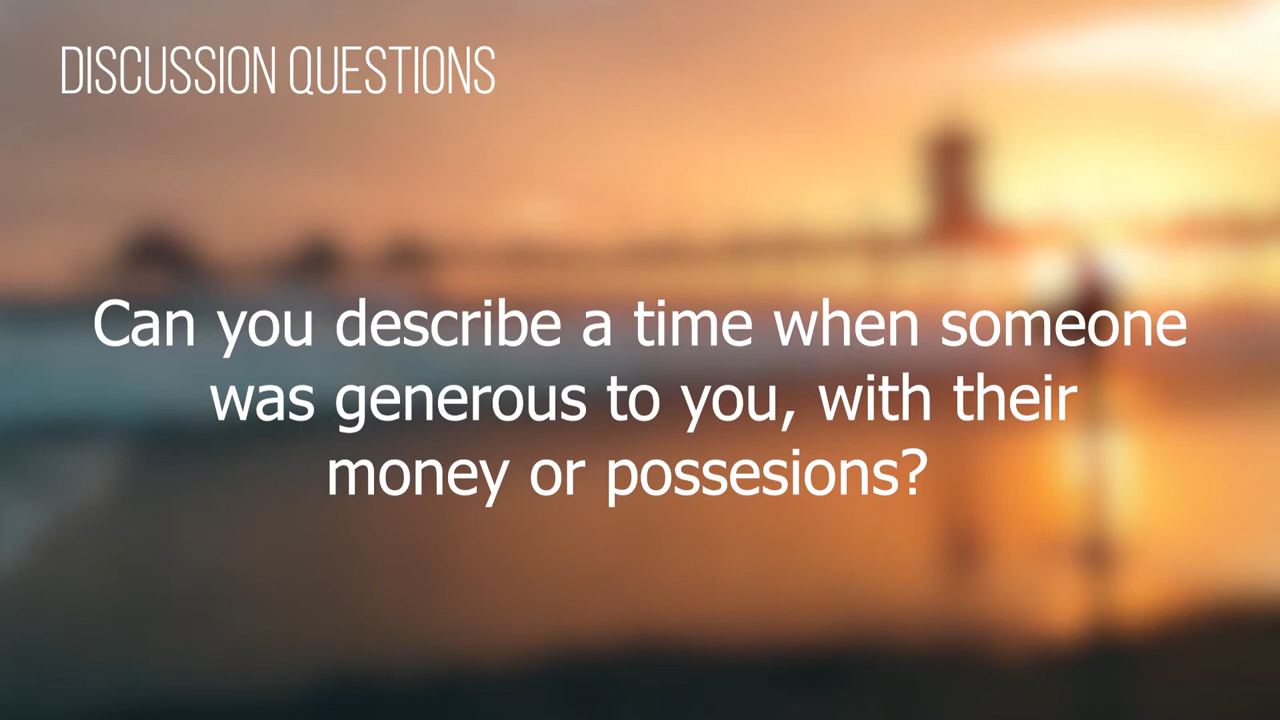 DISCUSSION QUESTIONS
Can you describe a time when someone
was generous to you, with their
money or possesions?